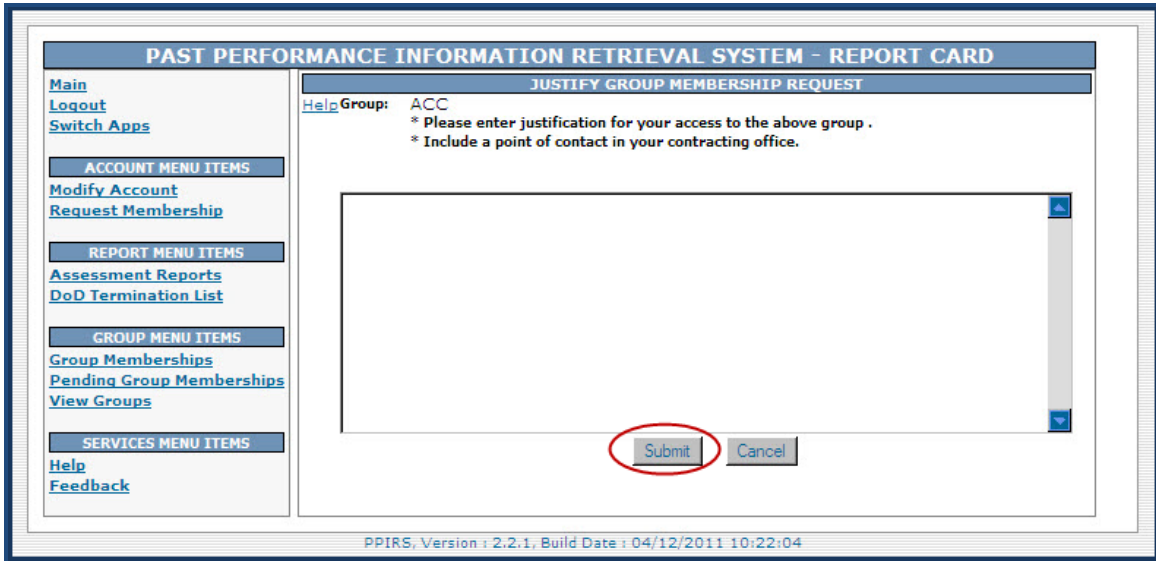 PAST PERFORMANCE INFORMATION RETRIEVAL SYSTEM - REPORT CARD
Main
Logout
Switch Apps
ACCOUNT MENU ITEMS
Modify Account
Request Membership
REPORT MENU ITEMS
Assessment Reports
DoD Termination List
GROUP MENU ITEMS
Group Memberships
Pending Group Memberships
View Groups
SERVICES MENU ITEMS
Help
Feedback
JUSTIFY GROUP MEMBERSHIP REQUEST
Help Group: ACC
* Please enter justification for your access to the above group .
* Include a point of contact in your contracting office.
Submit Cancel
PPIRS, Version : 2.2.1, Build Date : 04/12/2011 10:22:04